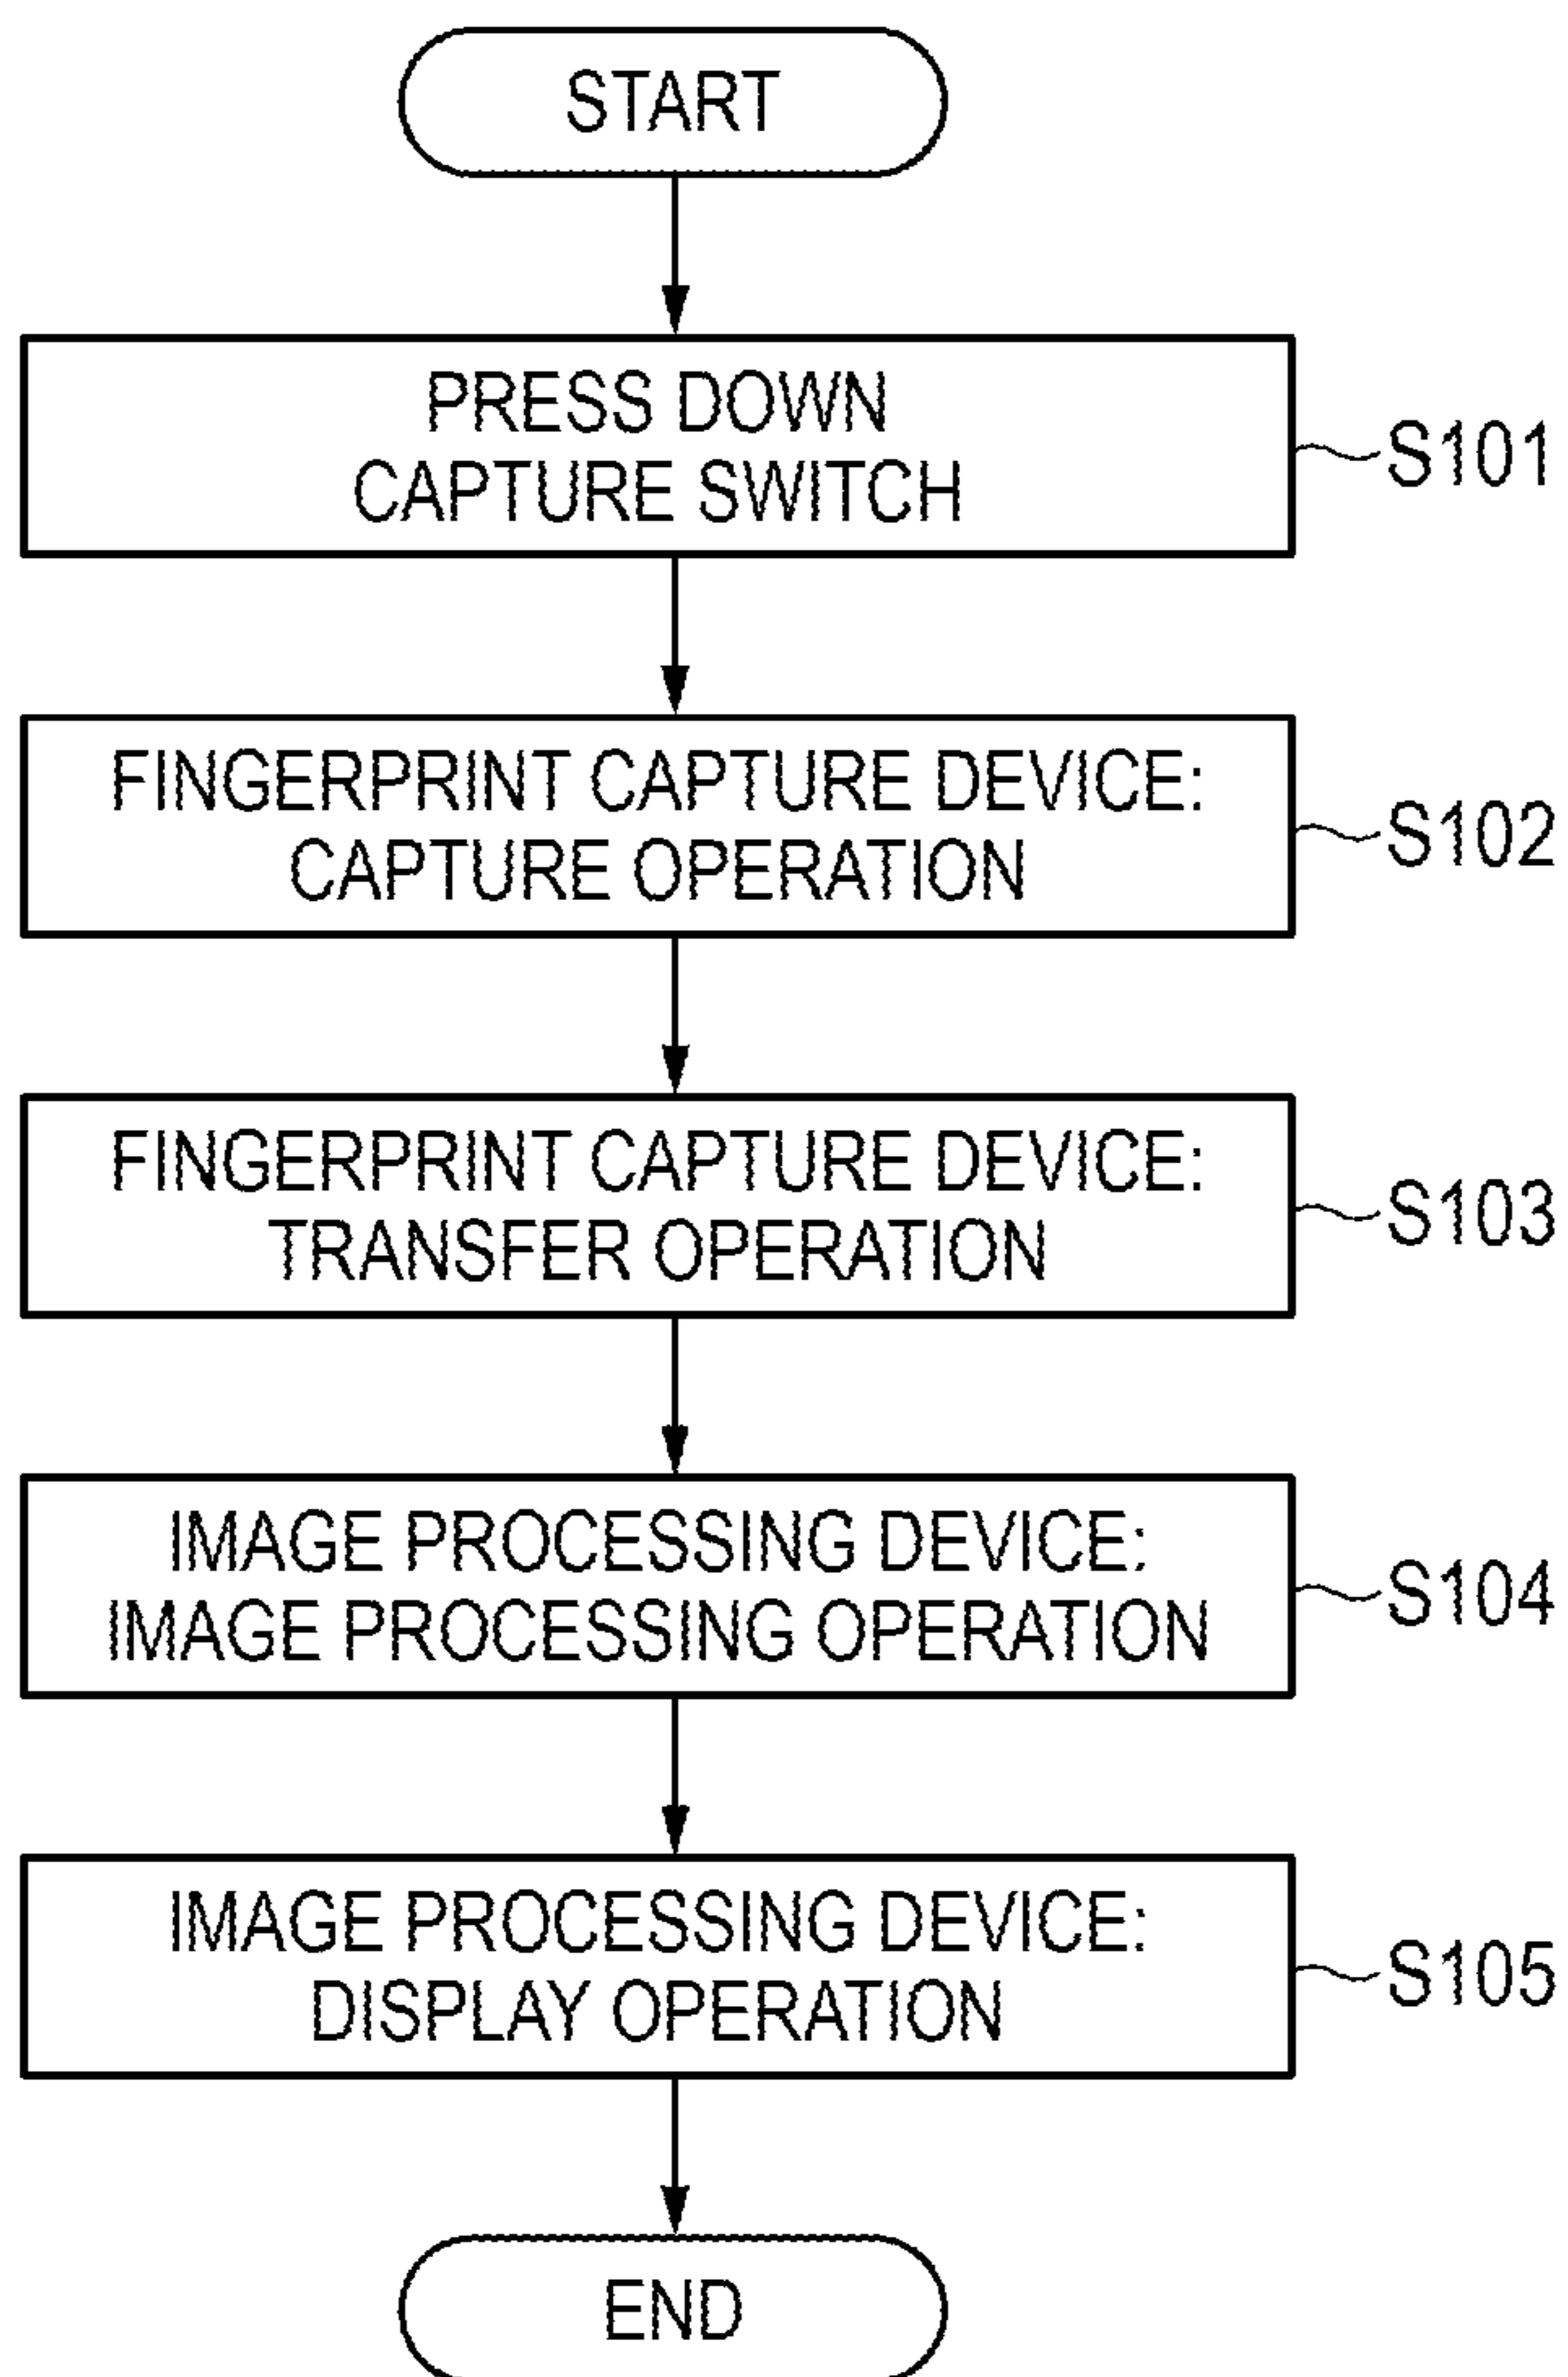 START
PRESS DOWN
CAPTURE SWITCH
S101
FINGERPRINT CAPTURE DEVICE:
CAPTURE OPERATION
S102
FINGERPRINT CAPTURE DEVICE:
TRANSFER OPERATION
S103
IMAGE PROCESSING DEVICE:
IMAGE PROCESSING OPERATION
S104
IMAGE PROCESSING DEVICE:
DISPLAY OPERATION
S105
END